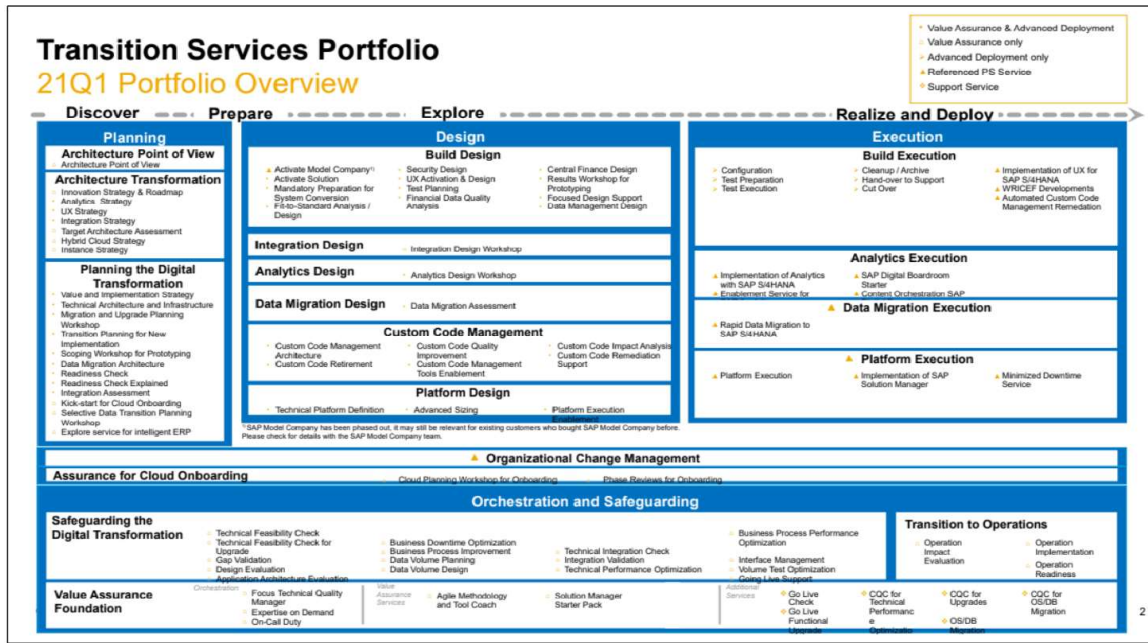 Transition Services Portfolio
21Q1 Portfolio Overview
Value Assurance & Advanced Deployment
Value Assurance only
Advanced Deployment only
Referenced PS Service
Support Service
Discover
Prepare
Explore
Realize and Deploy
Planning
Architecture Point of View
Architecture Point of View
Architecture Transformation
Innovation Strategy & Roadmap
Analytics Strategy
UX Strategy
Integration Strategy
Target Architecture Assessment
Hybrid Cloud Strategy
Instance Strategy
Planning the Digital
Transformation
Value and Implementation Strategy
Technical Architecture and Infrastructure
Migration and Upgrade Planning
Workshop
Transition Planning for New
Implementation
Scoping Workshop for Prototyping
Data Migration Architecture
Readiness Check
Readiness Check Explained
Integration Assessment
Kick-start for Cloud Onboarding
Selective Data Transition Planning
Workshop
Explore service for intelligent ERP
Design
Build Design
Activate Model Company¹⁾
Activate Solution
Mandatory Preparation for
System Conversion
Fit-to-Standard Analysis /
Design
Security Design
UX Activation & Design
Test Planning
Financial Data Quality
Analysis
Central Finance Design
Results Workshop for
Prototyping
Focused Design Support
Data Management Design
Integration Design
Integration Design Workshop
Analytics Design
Analytics Design Workshop
Data Migration Design
Data Migration Assessment
Custom Code Management
Custom Code Management
Architecture
Custom Code Retirement
Custom Code Quality
Improvement
Custom Code Management
Tools Enablement
Custom Code Impact Analysis
Custom Code Remediation
Support
Platform Design
Technical Platform Definition
Advanced Sizing
Platform Execution
Enablement
¹⁾ SAP Model Company has been phased out, it may still be relevant for existing customers who bought SAP Model Company before.
Please check for details with the SAP Model Company team.
Execution
Build Execution
Configuration
Test Preparation
Test Execution
Cleanup / Archive
Hand-over to Support
Cut Over
Implementation of UX for
SAP S/4HANA
WRICEF Developments
Automated Custom Code
Management Remedation
Analytics Execution
Implementation of Analytics
with SAP S/4HANA
Enablement Service for
SAP Digital Boardroom
Starter
Content Orchestration SAP
Data Migration Execution
Rapid Data Migration to
SAP S/4HANA
Platform Execution
Platform Execution
Implementation of SAP
Solution Manager
Minimized Downtime
Service
Organizational Change Management
Assurance for Cloud Onboarding
Cloud Planning Workshop for Onboarding
Phase Reviews for Onboarding
Orchestration and Safeguarding
Safeguarding the
Digital Transformation
Technical Feasibility Check
Technical Feasibility Check for
Upgrade
Gap Validation
Design Evaluation
Application Architecture Evaluation
Business Downtime Optimization
Business Process Improvement
Data Volume Planning
Data Volume Design
Technical Integration Check
Integration Validation
Technical Performance Optimization
Business Process Performance
Optimization
Interface Management
Volume Test Optimization
Going Live Support
Transition to Operations
Operation
Impact
Evaluation
Operation
Implementation
Operation
Readiness
Value Assurance
Foundation
Orchestration
Focus Technical Quality
Manager
Expertise on Demand
On-Call Duty
Value
Assurance
Services
Agile Methodology
and Tool Coach
Solution Manager
Starter Pack
Additional
Services
Go Live
Check
Go Live
Functional
Upgrade
CQC for
Technical
Performanc
e
Optimizatio
CQC for
Upgrades
OS/DB
Migration
CQC for
OS/DB
Migration
2